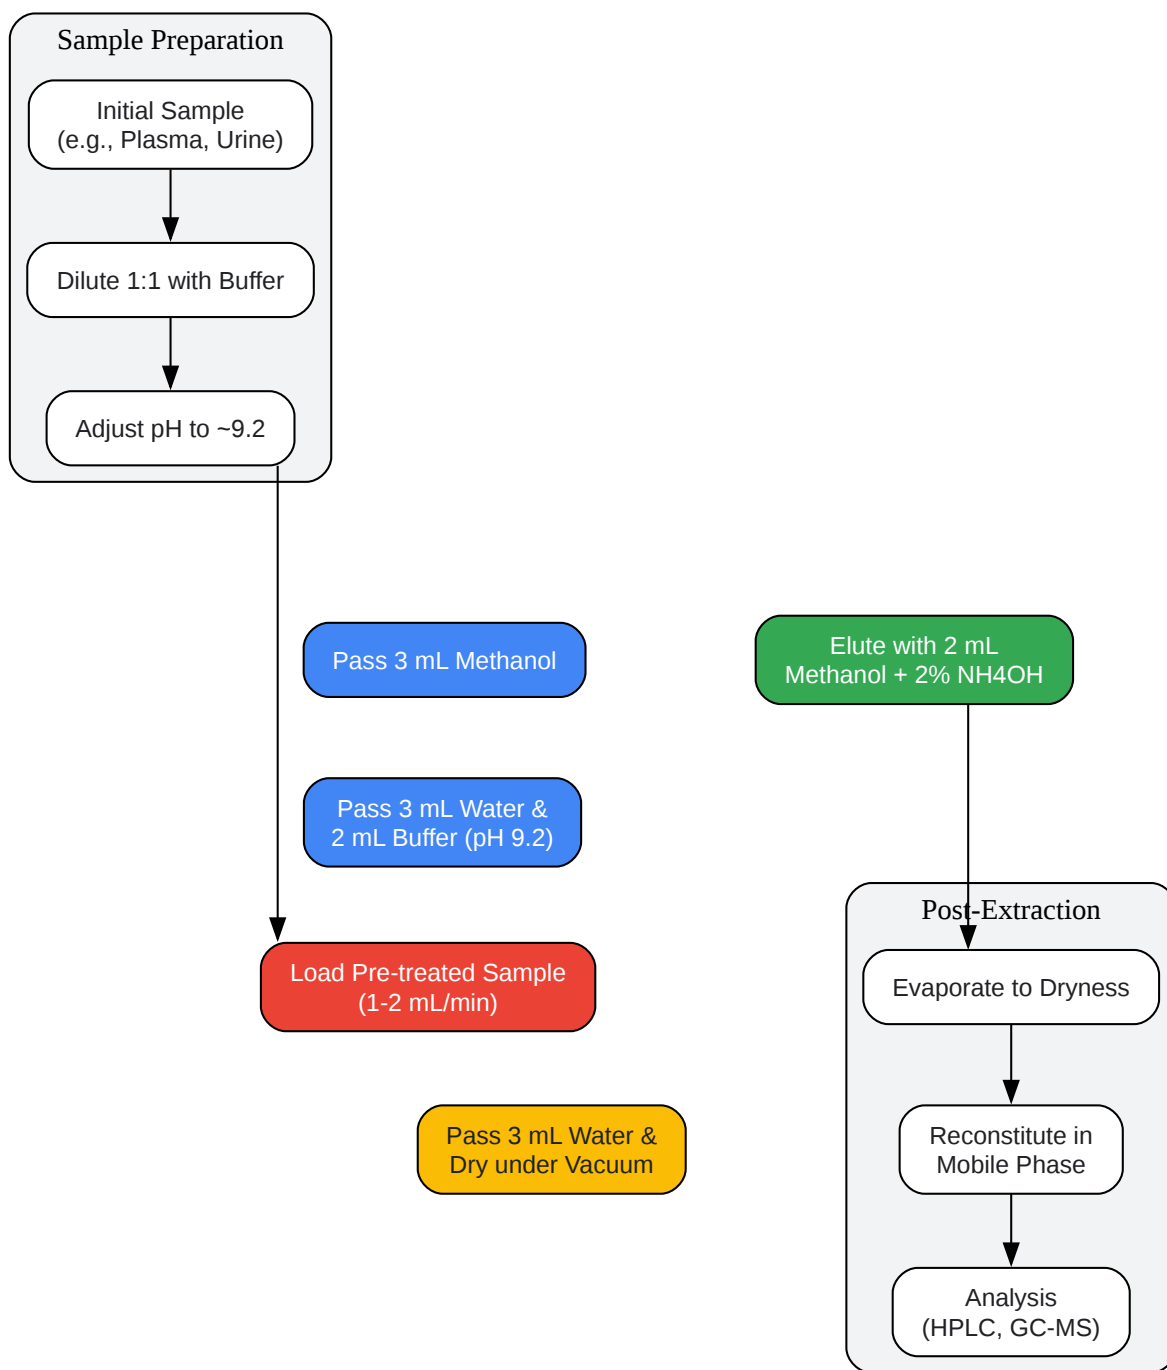 Sample Preparation
Initial Sample
(e.g., Plasma, Urine)
Dilute 1:1 with Buffer
Adjust pH to ~9.2
Pass 3 mL Methanol
Pass 3 mL Water &
2 mL Buffer (pH 9.2)
Load Pre-treated Sample
(1-2 mL/min)
Pass 3 mL Water &
Dry under Vacuum
Elute with 2 mL
Methanol + 2% NH4OH
Post-Extraction
Evaporate to Dryness
Reconstitute in
Mobile Phase
Analysis
(HPLC, GC-MS)